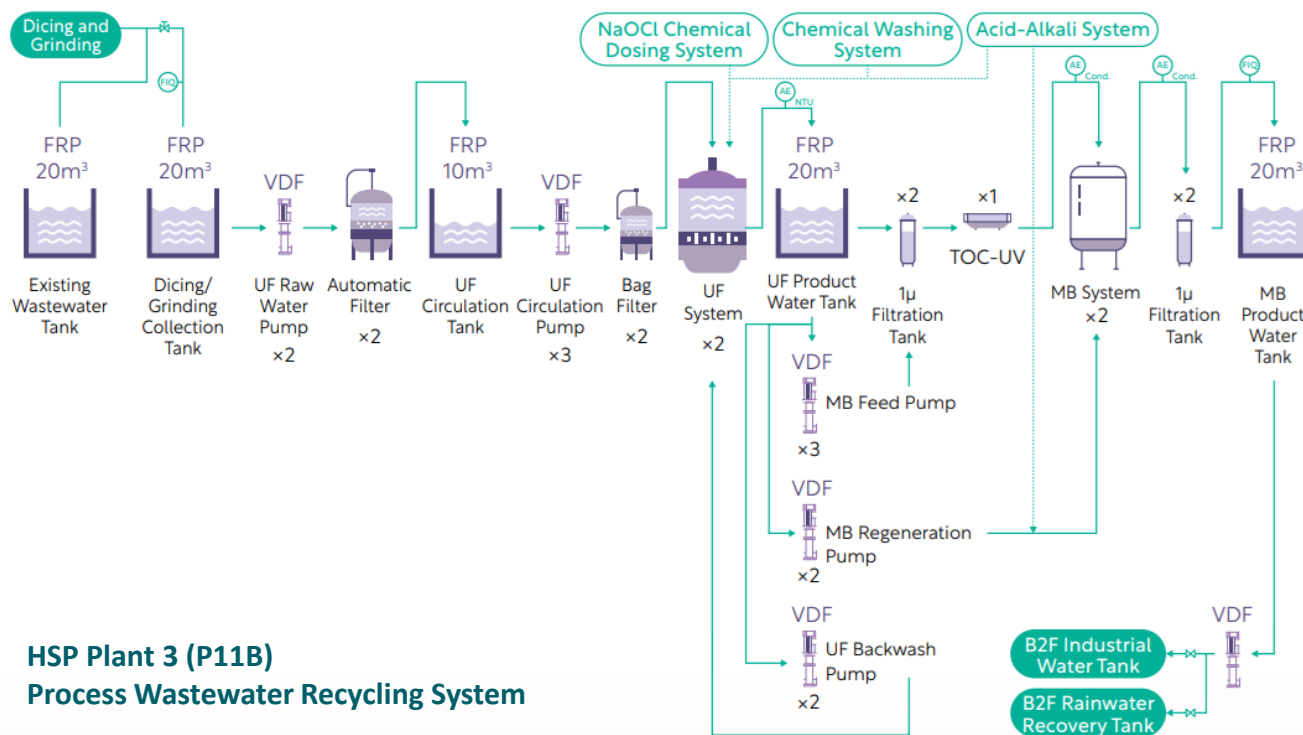 Dicing and
Grinding
FIQ
NaOCl Chemical
Dosing System
Chemical Washing
System
Acid-Alkali System
AE
NTU
AE
Cond.
AE
Cond.
FIQ
FRP
20m³
FRP
20m³
VDF
FRP
10m³
VDF
FRP
20m³
×2
×1
×2
FRP
20m³
Existing
Wastewater
Tank
Dicing/
Grinding
Collection
Tank
UF Raw
Water
Pump
×2
Automatic
Filter
×2
UF
Circulation
Tank
UF
Circulation
Pump
×3
Bag
Filter
×2
UF
System
×2
UF Product
Water Tank
1μ
Filtration
Tank
TOC-UV
MB System
×2
1μ
Filtration
Tank
MB
Product
Water
Tank
VDF
MB Feed Pump
×3
VDF
MB Regeneration
Pump
×2
VDF
UF Backwash
Pump
×2
VDF
B2F Industrial
Water Tank
B2F Rainwater
Recovery Tank
HSP Plant 3 (P11B)
Process Wastewater Recycling System